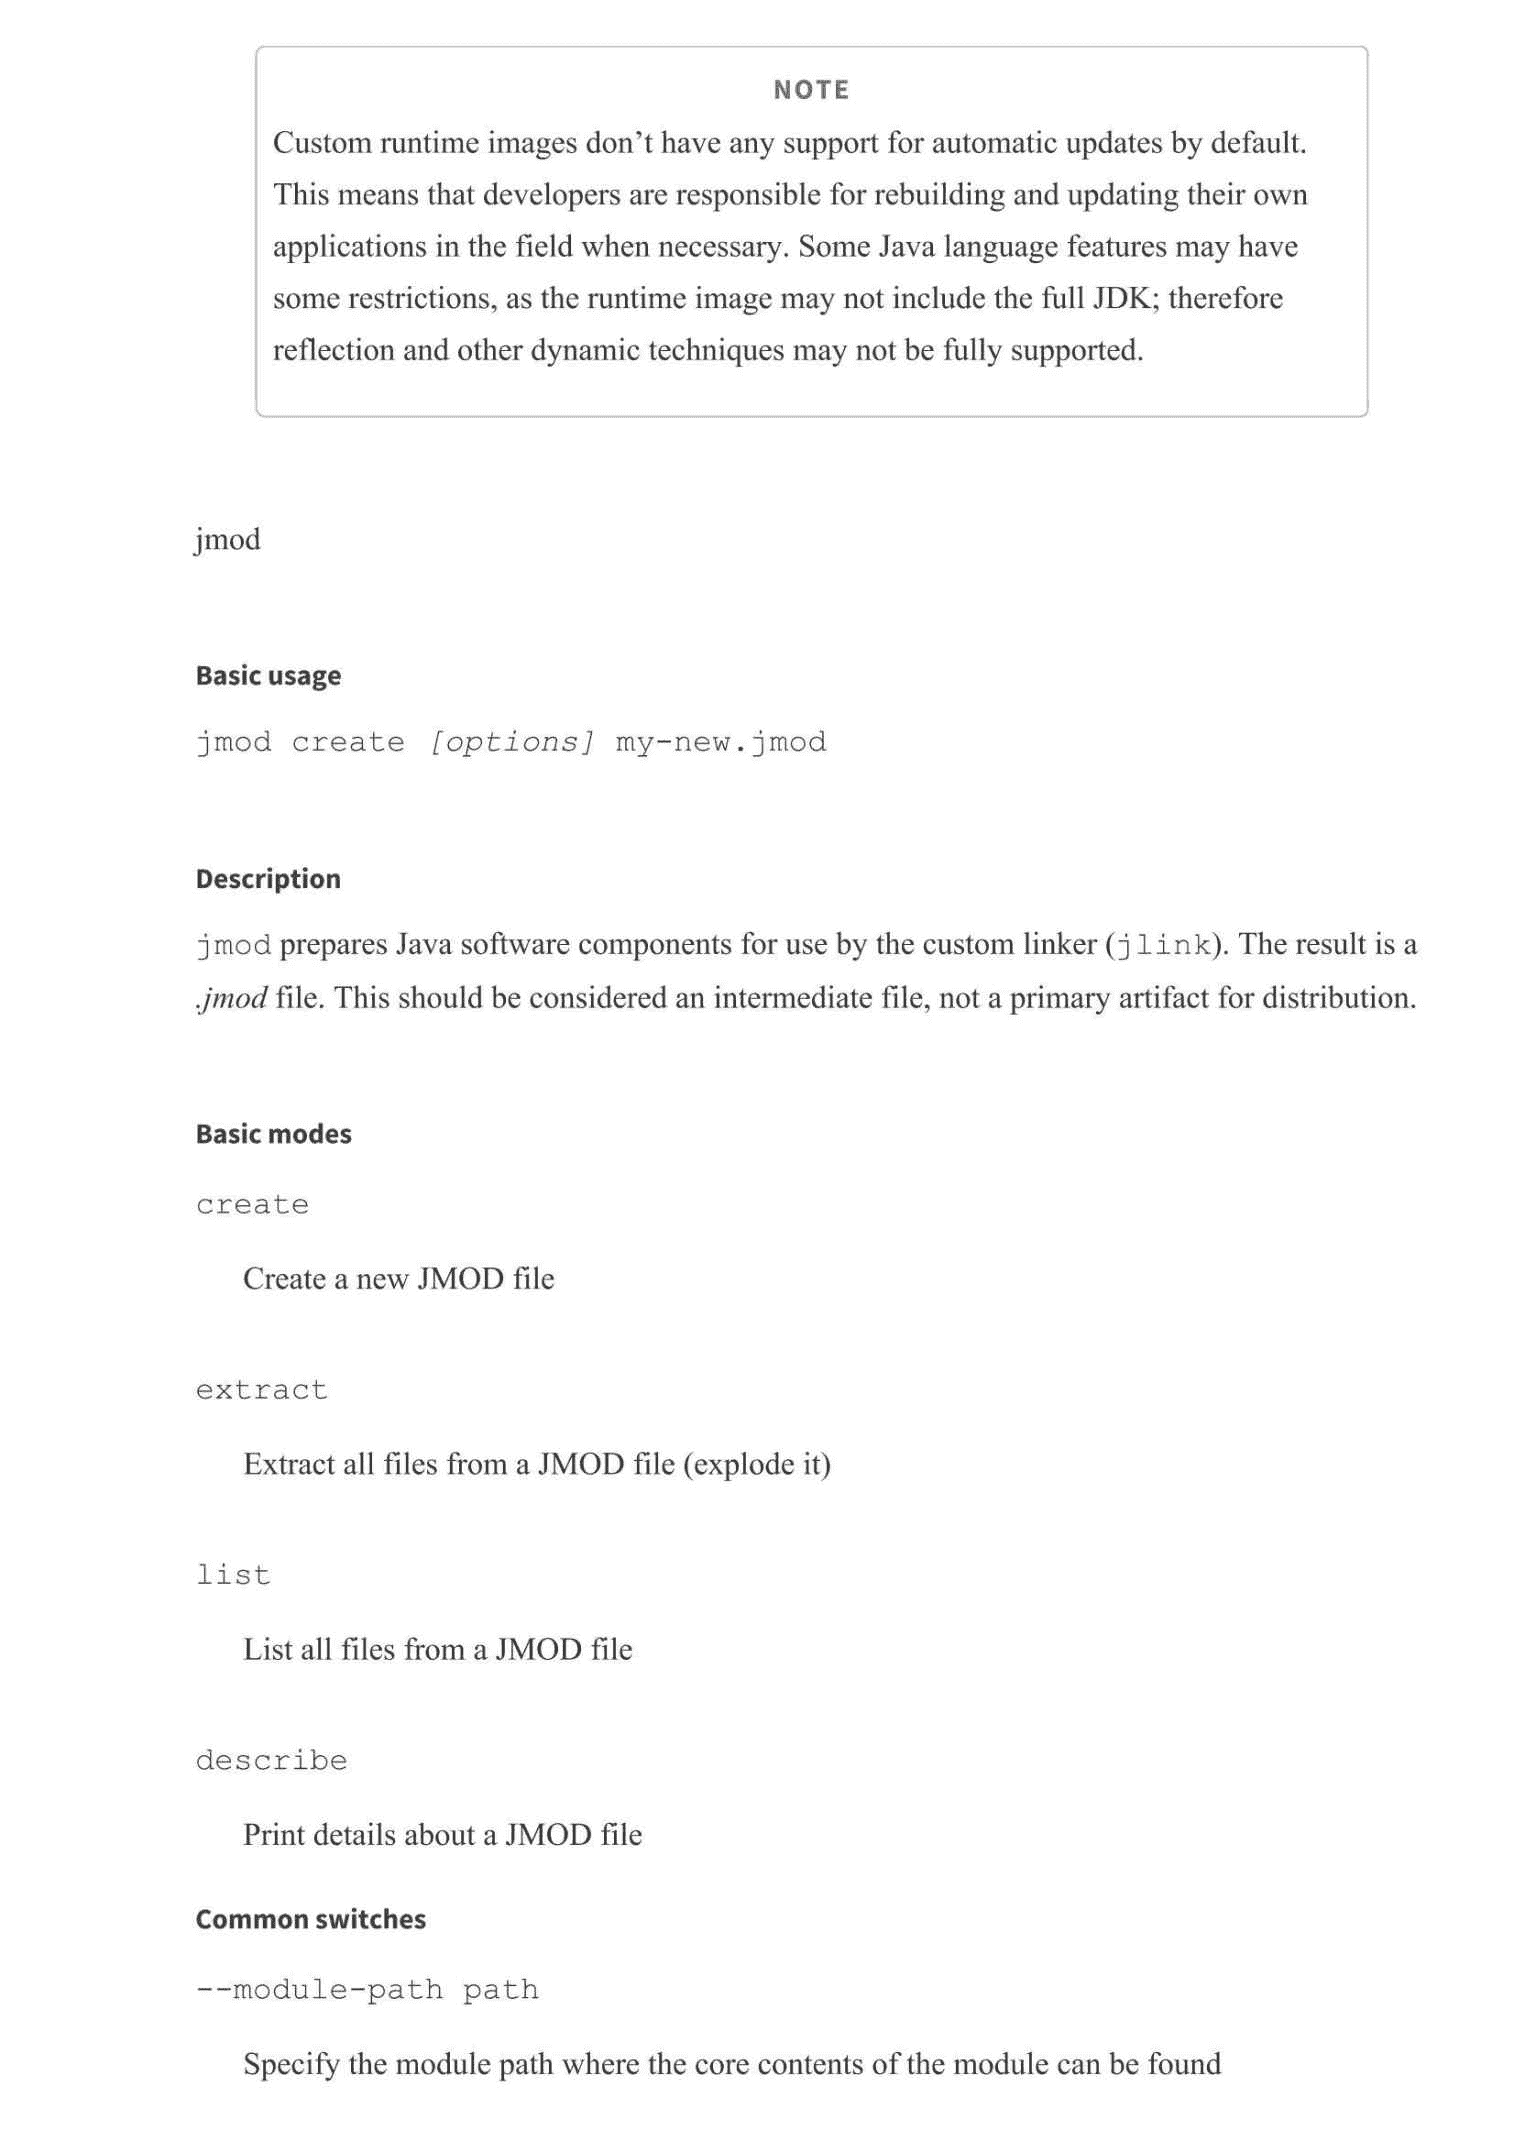 NOTE
Custom runtime images don’t have any support for automatic updates by default.
This means that developers are responsible for rebuilding and updating their own
applications in the field when necessary. Some Java language features may have
some restrictions, as the runtime image may not include the full JDK; therefore
reflection and other dynamic techniques may not be fully supported.
jmod
Basic usage
jmod create [options] my-new.jmod
Description
jmod prepares Java software components for use by the custom linker (jlink). The result is a
.jmod file. This should be considered an intermediate file, not a primary artifact for distribution.
Basic modes
create
Create a new JMOD file
extract
Extract all files from a JMOD file (explode it)
list
List all files from a JMOD file
describe
Print details about a JMOD file
Common switches
--module-path path
Specify the module path where the core contents of the module can be found